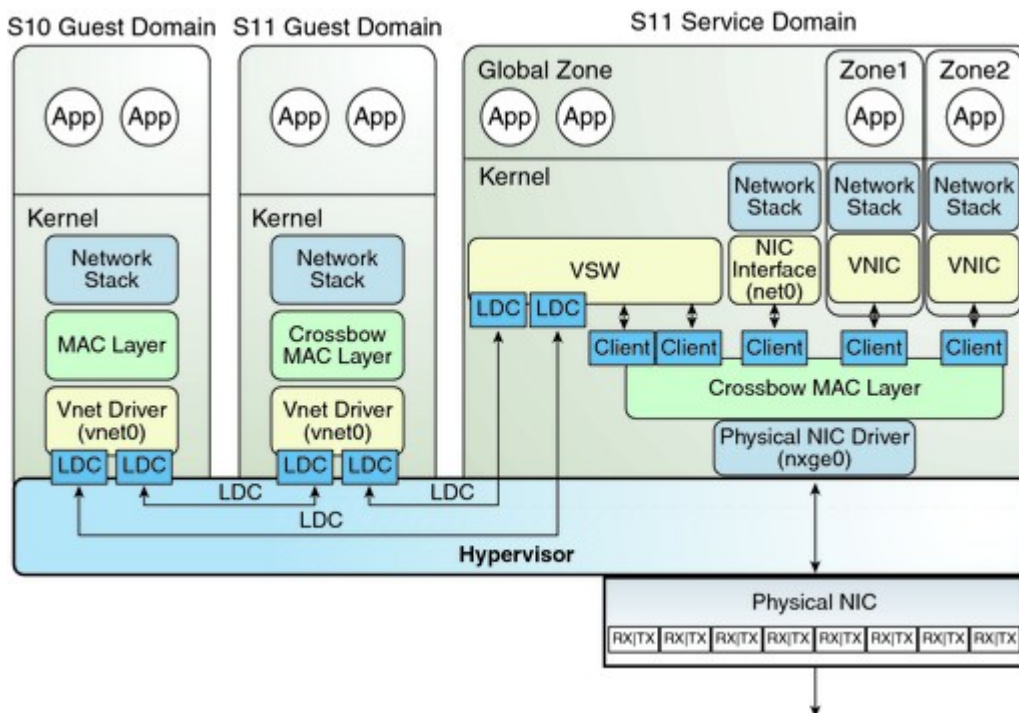 S10 Guest Domain
S11 Guest Domain
S11 Service Domain
App
App
Kernel
Network
Stack
MAC Layer
Vnet Driver
(vnet0)
LDC
LDC
App
App
Kernel
Network
Stack
Crossbow
MAC Layer
Vnet Driver
(vnet0)
LDC
LDC
Global Zone
App
App
Kernel
VSW
LDC
LDC
Network
Stack
NIC
Interface
(net0)
Zone1
App
Network
Stack
VNIC
Zone2
App
Network
Stack
VNIC
Client
Client
Client
Client
Client
Crossbow MAC Layer
Physical NIC Driver
(nxge0)
LDC
LDC
LDC
Hypervisor
Physical NIC
RX|TX
RX|TX
RX|TX
RX|TX
RX|TX
RX|TX
RX|TX
RX|TX